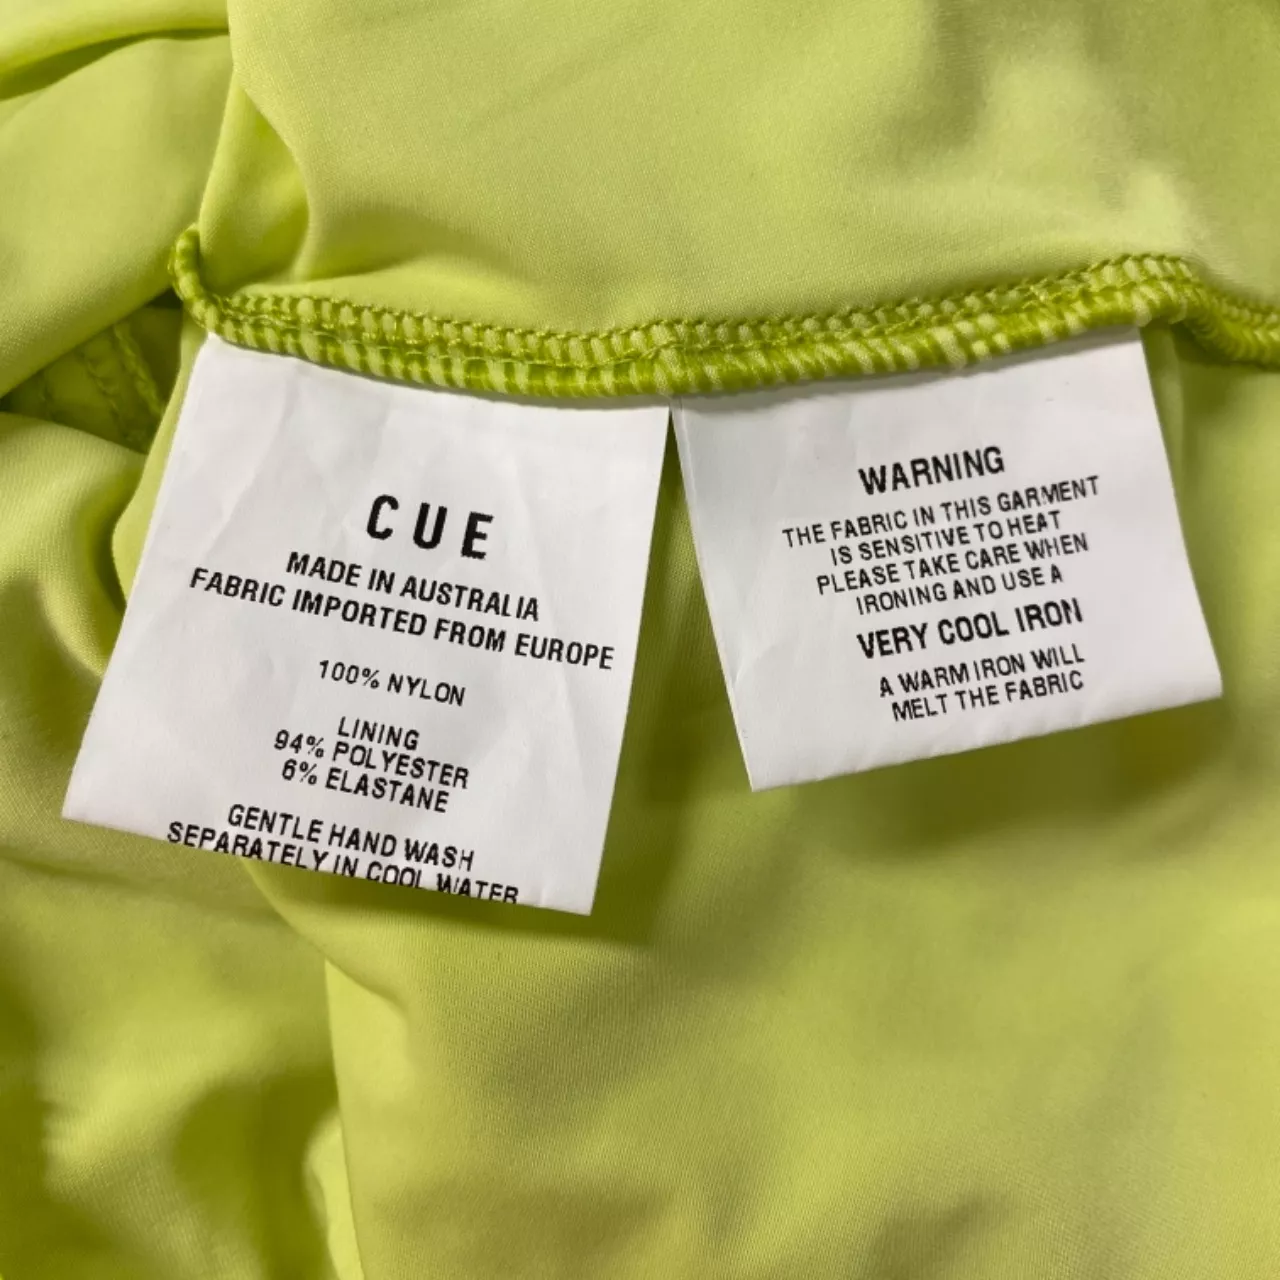 CUE
MADE IN AUSTRALIA
FABRIC IMPORTED FROM EUROPE
100% NYLON
LINING
94% POLYESTER
6% ELASTANE
GENTLE HAND WASH
SEPARATELY IN COOL WATER
WARNING
THE FABRIC IN THIS GARMENT
IS SENSITIVE TO HEAT
PLEASE TAKE CARE WHEN
IRONING AND USE A
VERY COOL IRON
A WARM IRON WILL
MELT THE FABRIC